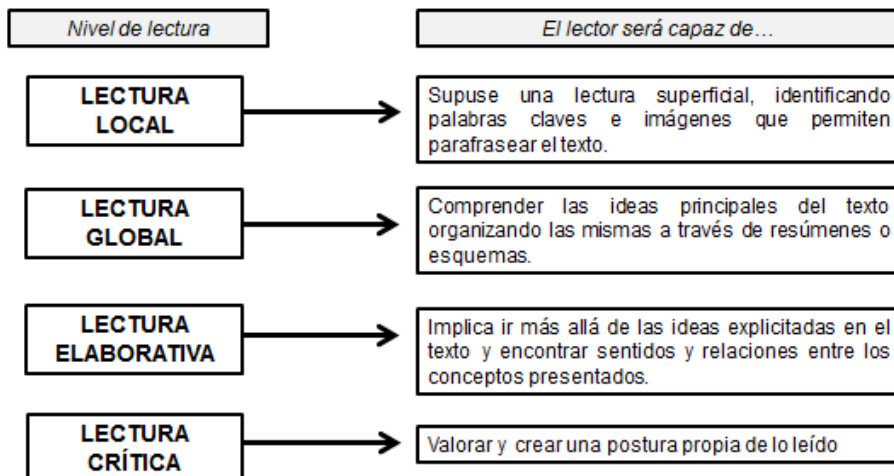 Nivel de lectura
El lector será capaz de…
LECTURA
LOCAL
Supuse una lectura superficial, identificando
palabras claves e imágenes que permiten
parafrasear el texto.
LECTURA
GLOBAL
Comprender las ideas principales del texto
organizando las mismas a través de resúmenes o
esquemas.
LECTURA
ELABORATIVA
Implica ir más allá de las ideas explicitadas en el
texto y encontrar sentidos y relaciones entre los
conceptos presentados.
LECTURA
CRÍTICA
Valorar y crear una postura propia de lo leído